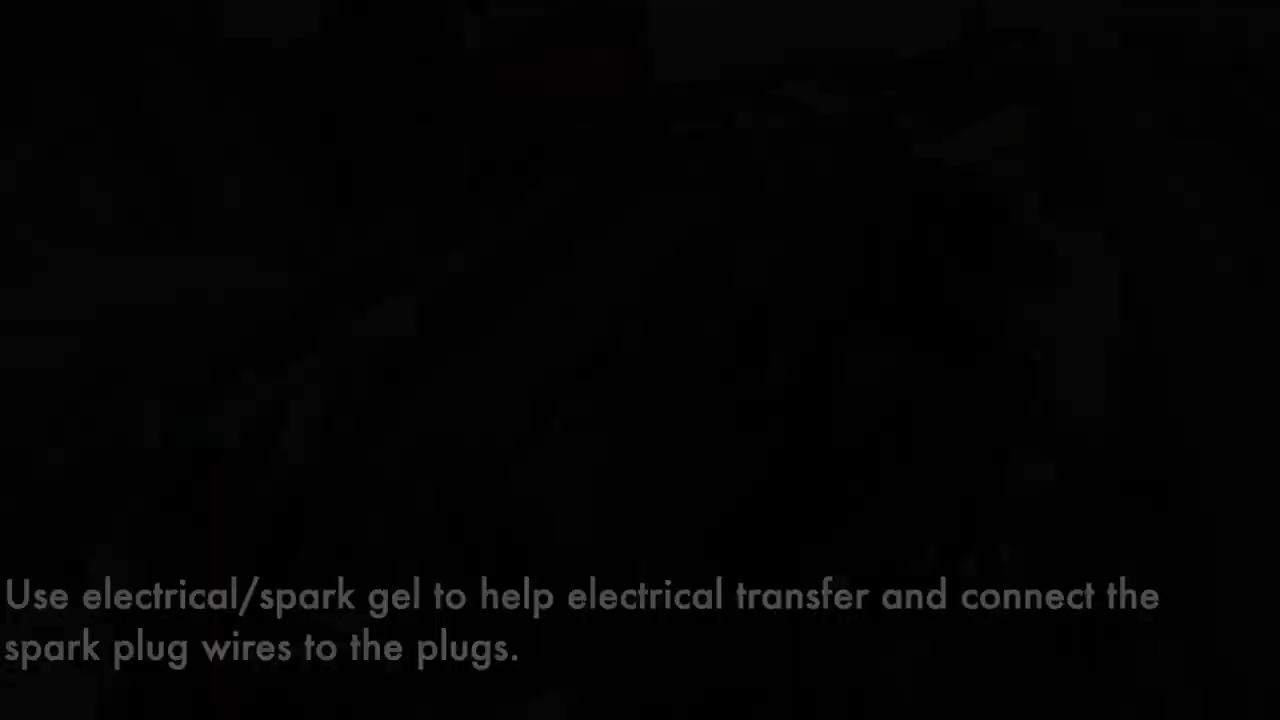 Use electrical/spark gel to help electrical transfer and connect the
spark plug wires to the plugs.